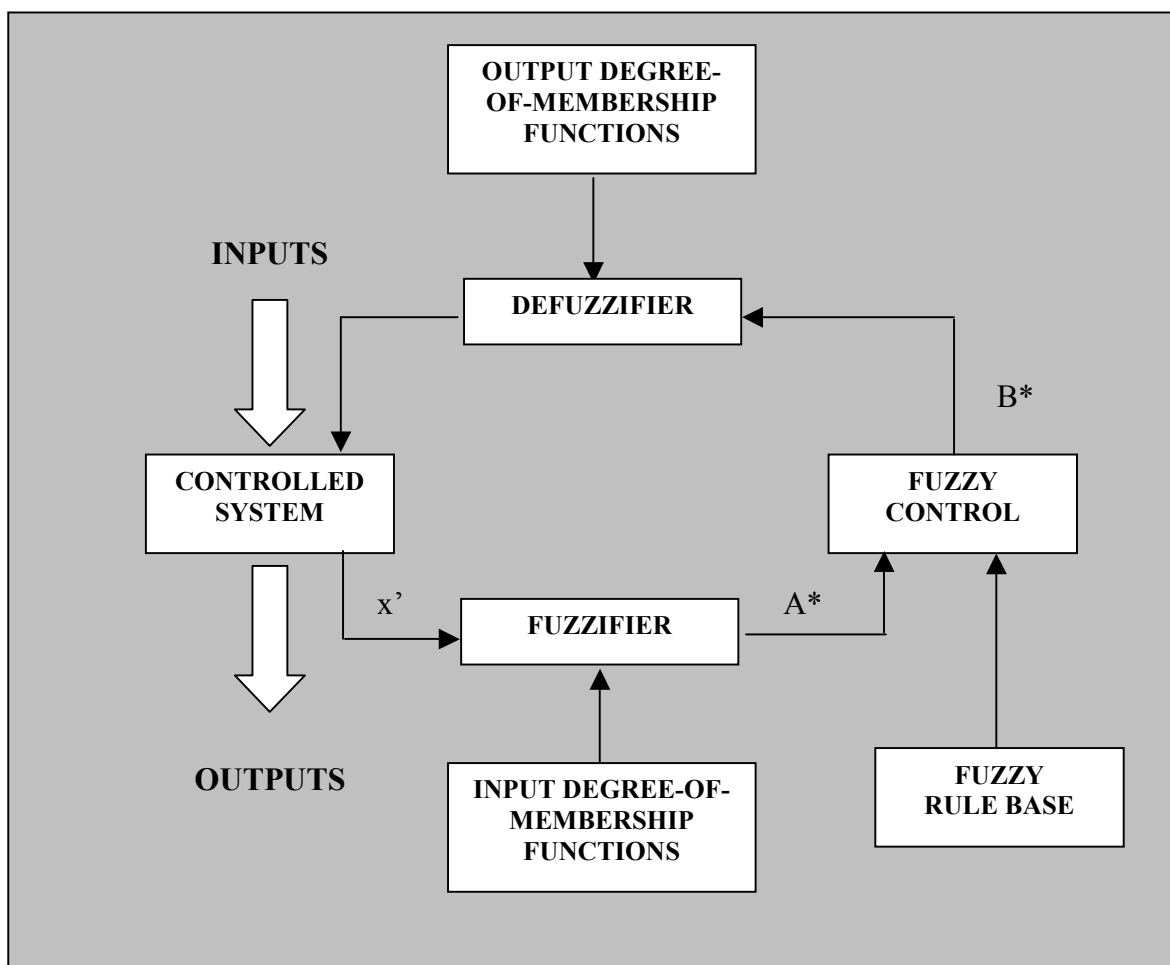 OUTPUT DEGREE-
OF-MEMBERSHIP
FUNCTIONS
INPUTS
DEFUZZIFIER
B*
CONTROLLED
SYSTEM
FUZZY
CONTROL
x’
FUZZIFIER
A*
OUTPUTS
INPUT DEGREE-OF-
MEMBERSHIP
FUNCTIONS
FUZZY
RULE BASE